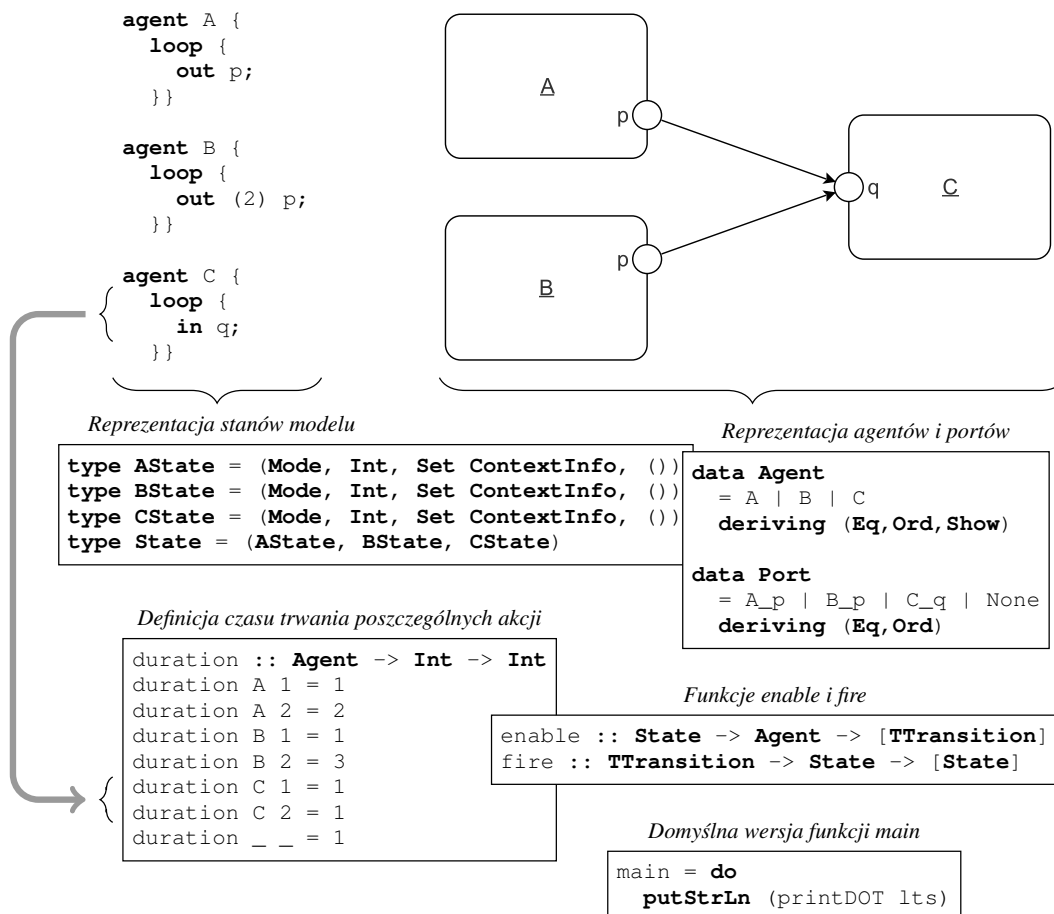 agent A {
loop {
out p;
}}
agent B {
loop {
out (2) p;
}}
agent C {
loop {
in q;
}}
A
p
B
p
q
C
Reprezentacja stanów modelu
type AState = (Mode, Int, Set ContextInfo, ())
type BState = (Mode, Int, Set ContextInfo, ())
type CState = (Mode, Int, Set ContextInfo, ())
type State = (AState, BState, CState)
Reprezentacja agentów i portów
data Agent
= A | B | C
deriving (Eq,Ord,Show)
data Port
= A_p | B_p | C_q | None
deriving (Eq,Ord)
Definicja czasu trwania poszczególnych akcji
duration :: Agent -> Int -> Int
duration A 1 = 1
duration A 2 = 2
duration B 1 = 1
duration B 2 = 3
duration C 1 = 1
duration C 2 = 1
duration _ _ = 1
Funkcje enable i fire
enable :: State -> Agent -> [TTransition]
fire :: TTransition -> State -> [State]
Domyślna wersja funkcji main
main = do
putStrLn (printDOT lts)